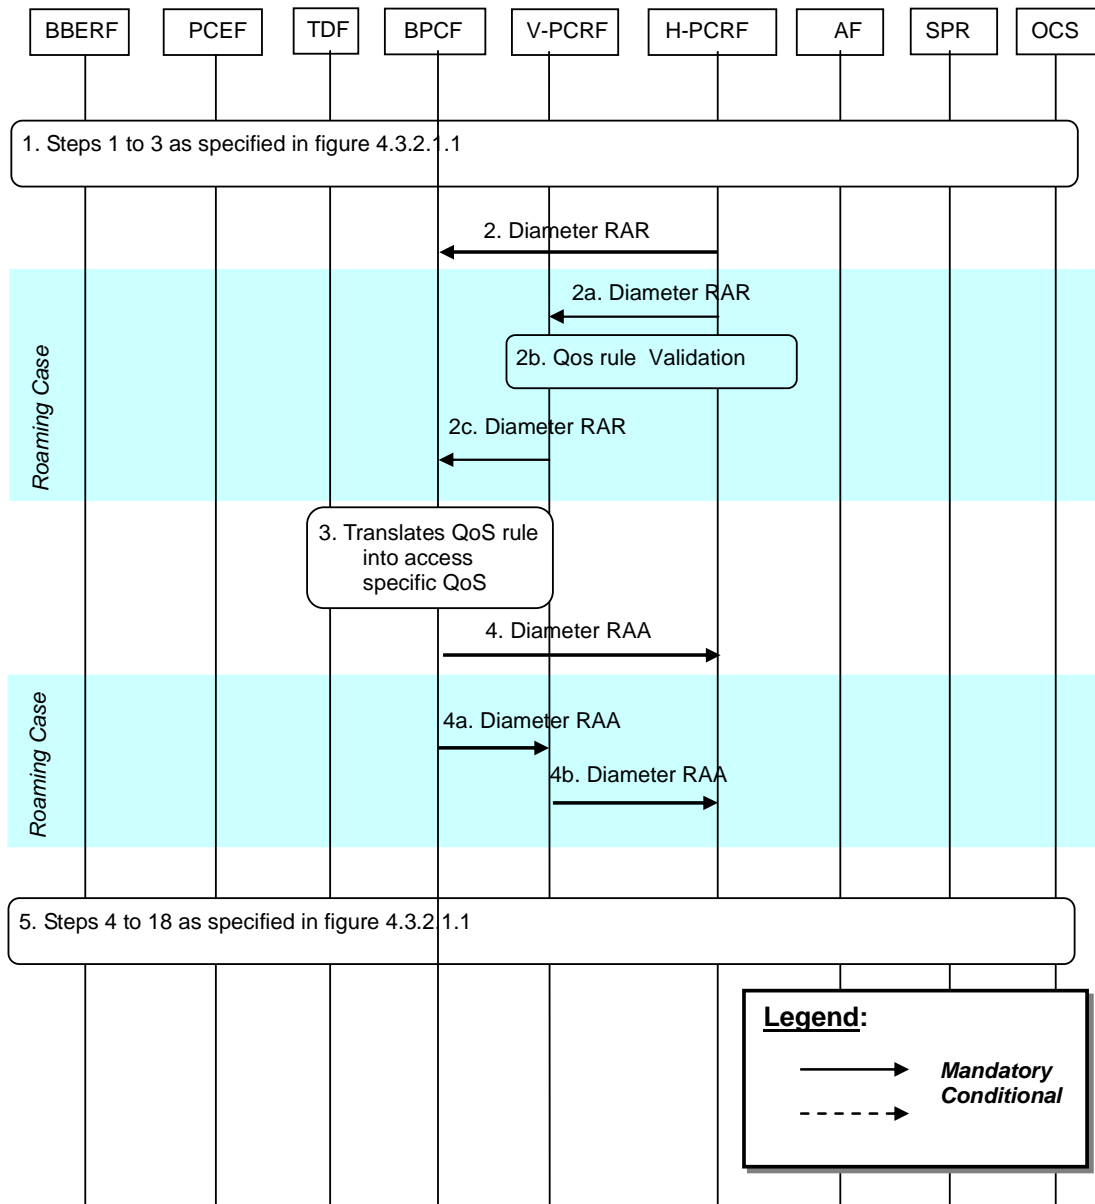 BBERF
PCEF
TDF
BPCF
V-PCRF
H-PCRF
AF
SPR
OCS
1. Steps 1 to 3 as specified in figure 4.3.2.1.1
2. Diameter RAR
2a. Diameter RAR
2b. Qos rule Validation
2c. Diameter RAR
Roaming Case
3. Translates QoS rule
into access
specific QoS
4. Diameter RAA
4a. Diameter RAA
4b. Diameter RAA
Roaming Case
5. Steps 4 to 18 as specified in figure 4.3.2.1.1
Legend:
Mandatory
Conditional